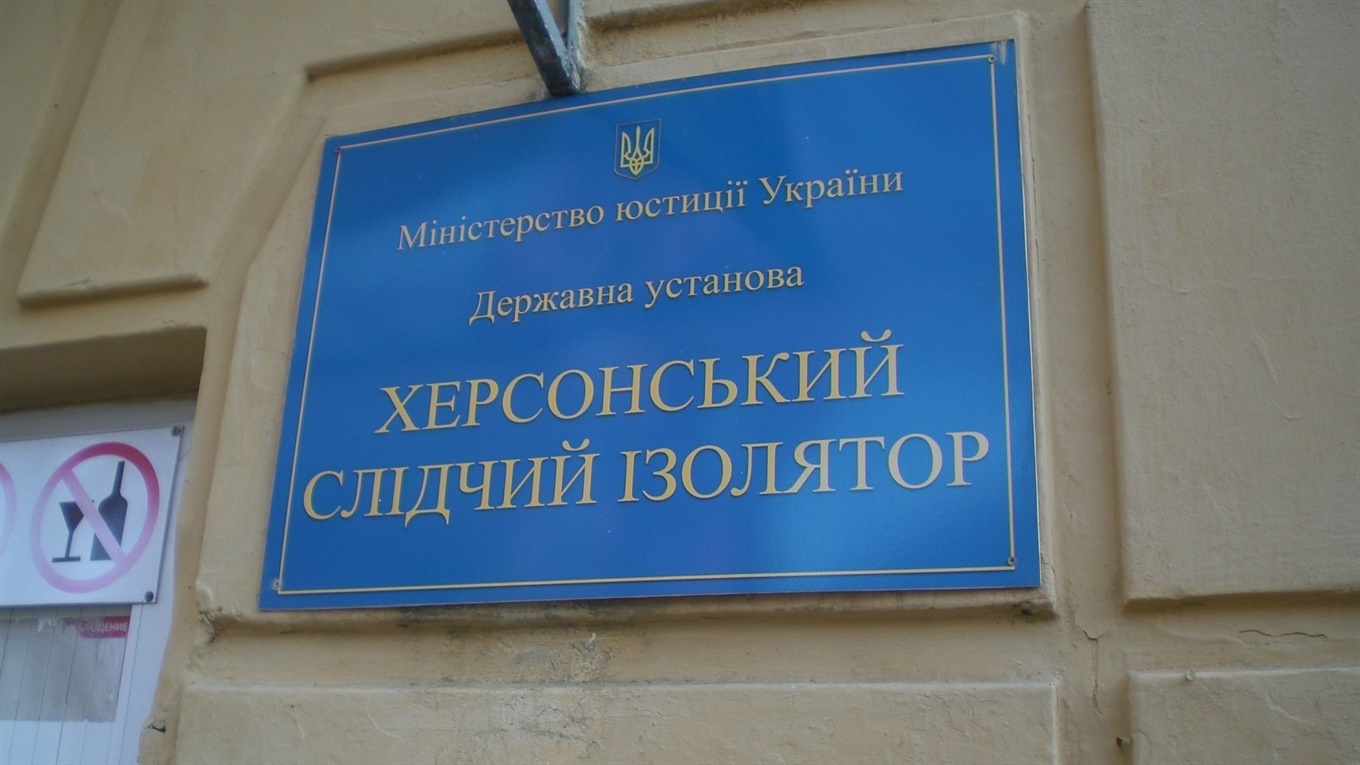 Міністерство юстиції України
Державна установа
ХЕРСОНСЬКИЙ
СЛІДЧИЙ ІЗОЛЯТОР